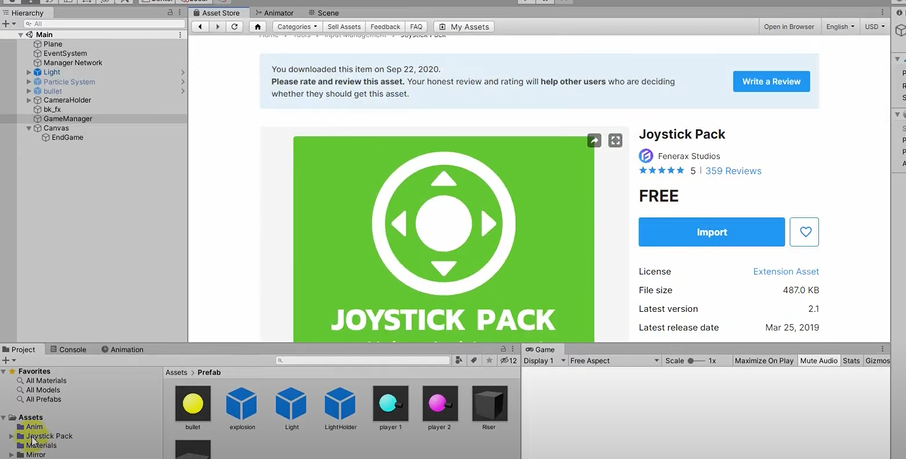 Hierarchy
Asset Store
Animator
Scene
All
Categories
Sell Assets
Feedback
FAQ
My Assets
Open in Browser
English
USD
Main
Plane
EventSystem
Manager Network
Light
Particle System
bullet
CameraHolder
bk_fx
GameManager
Canvas
EndGame
You downloaded this item on Sep 22, 2020.
Please rate and review this asset. Your honest review and rating will help other users who are deciding
whether they should get this asset.
Write a Review
JOYSTICK PACK
Joystick Pack
Fenerax Studios
5 | 359 Reviews
FREE
Import
License Extension Asset
File size 487.0 KB
Latest version 2.1
Latest release date Mar 25, 2019
Project
Console
Animation
12
Favorites
All Materials
All Models
All Prefabs
Assets
Anim
Joystick Pack
Materials
Mirror
Assets > Prefab
bullet
explosion
Light
LightHolder
player 1
player 2
Riser
Game
Display 1
Free Aspect
Scale
1x
Maximize On Play
Mute Audio
Stats
Gizmos